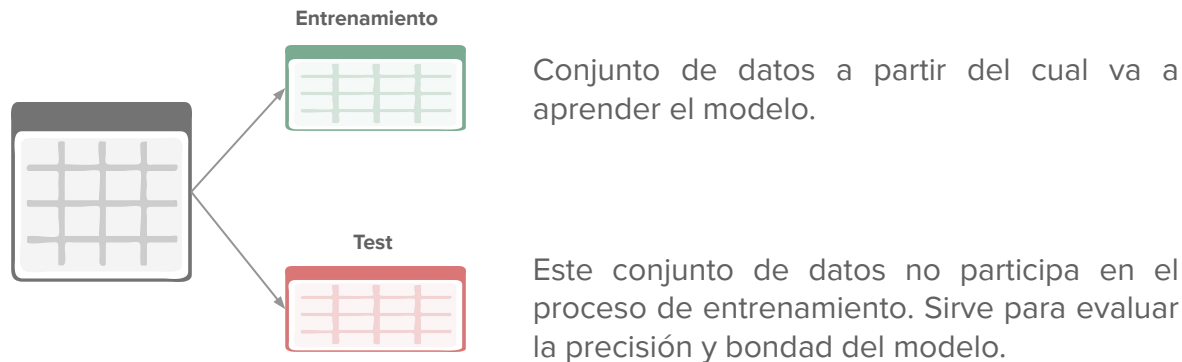 Entrenamiento
Conjunto de datos a partir del cual va a
aprender el modelo.
Test
Este conjunto de datos no participa en el
proceso de entrenamiento. Sirve para evaluar
la precisión y bondad del modelo.